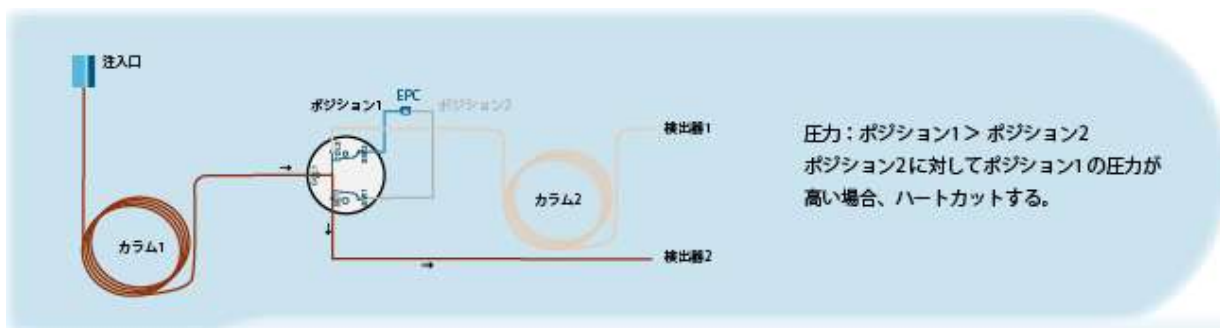 注入口
ポジション1
EPC
ポジション2
検出器1
カラム1
カラム2
検出器2
圧力：ポジション1＞ ポジション2
ポジション2に対してポジション1の圧力が
高い場合、ハートカットする。